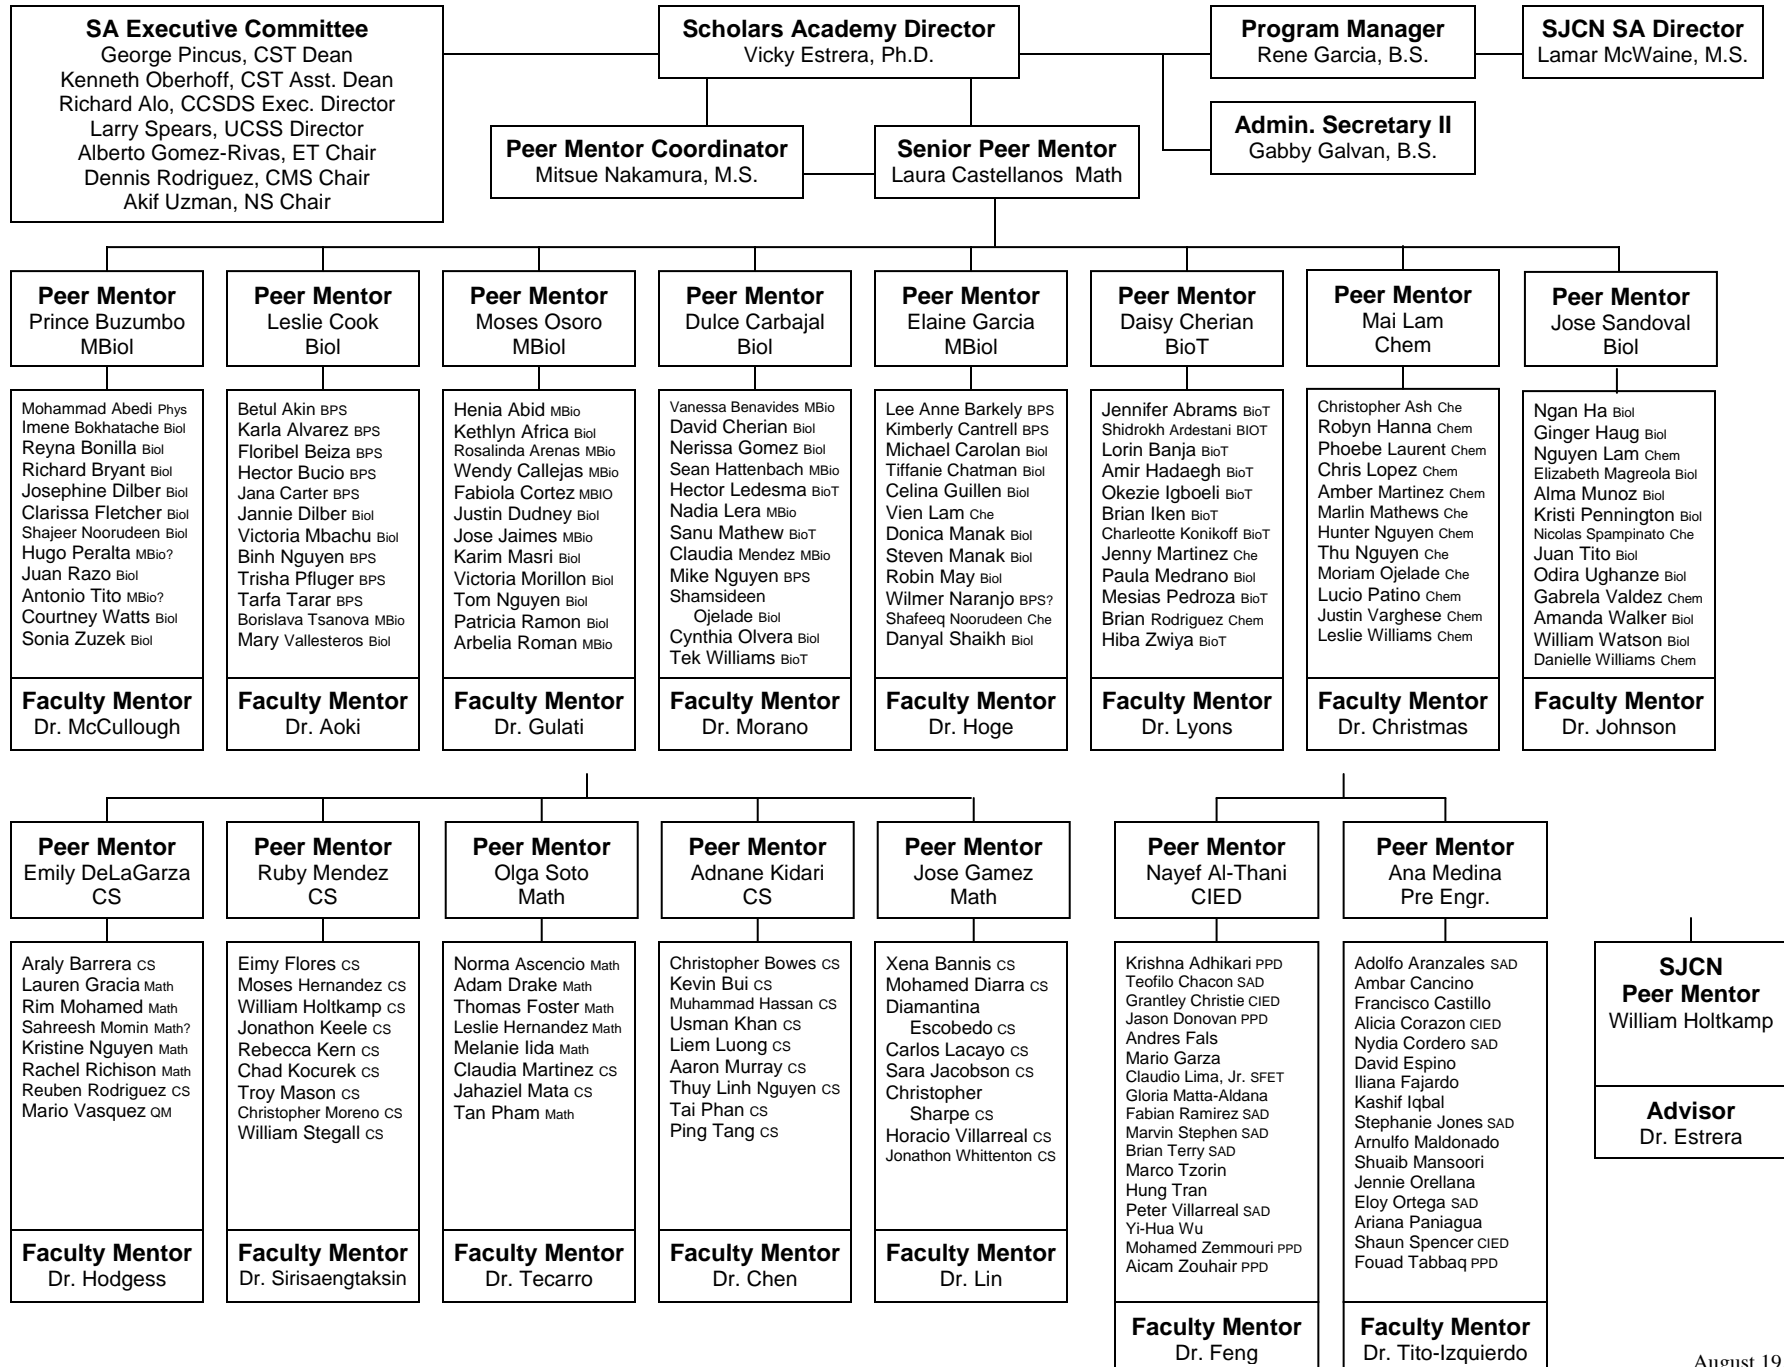 SA Executive Committee
George Pincus, CST Dean
Kenneth Oberhoff, CST Asst. Dean
Richard Alo, CCSDS Exec. Director
Larry Spears, UCSS Director
Alberto Gomez-Rivas, ET Chair
Dennis Rodriguez, CMS Chair
Akif Uzman, NS Chair
Scholars Academy Director
Vicky Estrera, Ph.D.
Program Manager
Rene Garcia, B.S.
SJCN SA Director
Lamar McWaine, M.S.
Peer Mentor Coordinator
Mitsue Nakamura, M.S.
Senior Peer Mentor
Laura Castellanos Math
Admin. Secretary II
Gabby Galvan, B.S.
Peer Mentor
Prince Buzumbo
MBiol
Mohammad Abedi Phys
Imene Bokhatache Biol
Reyna Bonilla Biol
Richard Bryant Biol
Josephine Dilber Biol
Clarissa Fletcher Biol
Shajeer Noorudeen Biol
Hugo Peralta MBio?
Juan Razo Biol
Antonio Tito MBio?
Courtney Watts Biol
Sonia Zuzek Biol
Faculty Mentor
Dr. McCullough
Peer Mentor
Leslie Cook
Biol
Betul Akin BPS
Karla Alvarez BPS
Floribel Beiza BPS
Hector Bucio BPS
Jana Carter BPS
Jannie Dilber Biol
Victoria Mbachu Biol
Binh Nguyen BPS
Trisha Pfluger BPS
Tarfa Tarar BPS
Borislava Tsanova MBio
Mary Vallesteros Biol
Faculty Mentor
Dr. Aoki
Peer Mentor
Moses Osoro
MBiol
Henia Abid MBio
Kethlyn Africa Biol
Rosalinda Arenas MBio
Wendy Callejas MBio
Fabiola Cortez MBIO
Justin Dudney Biol
Jose Jaimes MBio
Karim Masri Biol
Victoria Morillon Biol
Tom Nguyen Biol
Patricia Ramon Biol
Arbelia Roman MBio
Faculty Mentor
Dr. Gulati
Peer Mentor
Dulce Carbajal
Biol
Vanessa Benavides MBio
David Cherian Biol
Nerissa Gomez Biol
Sean Hattenbach MBio
Hector Ledesma BioT
Nadia Lera MBio
Sanu Mathew BioT
Claudia Mendez MBio
Mike Nguyen BPS
Shamsideen
Ojelade Biol
Cynthia Olvera Biol
Tek Williams BioT
Faculty Mentor
Dr. Morano
Peer Mentor
Elaine Garcia
MBiol
Lee Anne Barkely BPS
Kimberly Cantrell BPS
Michael Carolan Biol
Tiffanie Chatman Biol
Celina Guillen Biol
Vien Lam Che
Donica Manak Biol
Steven Manak Biol
Robin May Biol
Wilmer Naranjo BPS?
Shafeeq Noorudeen Che
Danyal Shaikh Biol
Faculty Mentor
Dr. Hoge
Peer Mentor
Daisy Cherian
BioT
Jennifer Abrams BioT
Shidrokh Ardestani BIOT
Lorin Banja BioT
Amir Hadaegh BioT
Okezie Igboeli BioT
Brian Iken BioT
Charleotte Konikoff BioT
Jenny Martinez Che
Paula Medrano Biol
Mesias Pedroza BioT
Brian Rodriguez Chem
Hiba Zwiya BioT
Faculty Mentor
Dr. Lyons
Peer Mentor
Mai Lam
Chem
Christopher Ash Che
Robyn Hanna Chem
Phoebe Laurent Chem
Chris Lopez Chem
Amber Martinez Chem
Marlin Mathews Che
Hunter Nguyen Chem
Thu Nguyen Che
Moriam Ojelade Che
Lucio Patino Chem
Justin Varghese Chem
Leslie Williams Chem
Faculty Mentor
Dr. Christmas
Peer Mentor
Jose Sandoval
Biol
Ngan Ha Biol
Ginger Haug Biol
Nguyen Lam Chem
Elizabeth Magreola Biol
Alma Munoz Biol
Kristi Pennington Biol
Nicolas Spampinato Che
Juan Tito Biol
Odira Ughanze Biol
Gabrela Valdez Chem
Amanda Walker Biol
William Watson Biol
Danielle Williams Chem
Faculty Mentor
Dr. Johnson
Peer Mentor
Emily DeLaGarza
CS
Araly Barrera CS
Lauren Gracia Math
Rim Mohamed Math
Sahreesh Momin Math?
Kristine Nguyen Math
Rachel Richison Math
Reuben Rodriguez CS
Mario Vasquez QM
Faculty Mentor
Dr. Hodgess
Peer Mentor
Ruby Mendez
CS
Eimy Flores CS
Moses Hernandez CS
William Holtkamp CS
Jonathon Keele CS
Rebecca Kern CS
Chad Kocurek CS
Troy Mason CS
Christopher Moreno CS
William Stegall CS
Faculty Mentor
Dr. Sirisaengtaksin
Peer Mentor
Olga Soto
Math
Norma Ascencio Math
Adam Drake Math
Thomas Foster Math
Leslie Hernandez Math
Melanie Iida Math
Claudia Martinez CS
Jahaziel Mata CS
Tan Pham Math
Faculty Mentor
Dr. Tecarro
Peer Mentor
Adnane Kidari
CS
Christopher Bowes CS
Kevin Bui CS
Muhammad Hassan CS
Usman Khan CS
Liem Luong CS
Aaron Murray CS
Thuy Linh Nguyen CS
Tai Phan CS
Ping Tang CS
Faculty Mentor
Dr. Chen
Peer Mentor
Jose Gamez
Math
Xena Bannis CS
Mohamed Diarra CS
Diamantina
Escobedo CS
Carlos Lacayo CS
Sara Jacobson CS
Christopher
Sharpe CS
Horacio Villarreal CS
Jonathon Whittenton CS
Faculty Mentor
Dr. Lin
Peer Mentor
Nayef Al-Thani
CIED
Krishna Adhikari PPD
Teofilo Chacon SAD
Grantley Christie CIED
Jason Donovan PPD
Andres Fals
Mario Garza
Claudio Lima, Jr. SFET
Gloria Matta-Aldana
Fabian Ramirez SAD
Marvin Stephen SAD
Brian Terry SAD
Marco Tzorin
Hung Tran
Peter Villarreal SAD
Yi-Hua Wu
Mohamed Zemmouri PPD
Aicam Zouhair PPD
Faculty Mentor
Dr. Feng
Peer Mentor
Ana Medina
Pre Engr.
Adolfo Aranzales SAD
Ambar Cancino
Francisco Castillo
Alicia Corazon CIED
Nydia Cordero SAD
David Espino
Iliana Fajardo
Kashif Iqbal
Stephanie Jones SAD
Arnulfo Maldonado
Shuaib Mansoori
Jennie Orellana
Eloy Ortega SAD
Ariana Paniagua
Shaun Spencer CIED
Fouad Tabbaq PPD
Faculty Mentor
Dr. Tito-Izquierdo
SJCN
Peer Mentor
William Holtkamp
Advisor
Dr. Estrera
August 19